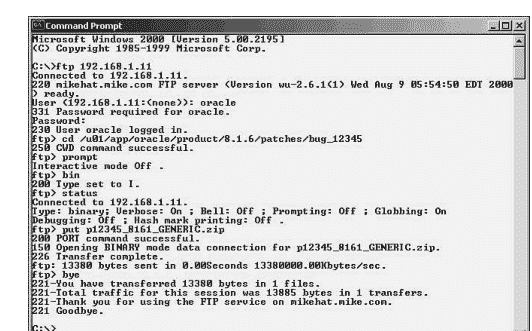 Command Prompt
Microsoft Windows 2000 [Version 5.00.2195]
(C) Copyright 1985-1999 Microsoft Corp.
C:\>ftp 192.168.1.11
Connected to 192.168.1.11.
220 mikehat.mike.com FTP server (Version wu-2.6.1(1) Wed Aug 9 05:54:50 EDT 2000
) ready.
User (192.168.1.11:(none)): oracle
331 Password required for oracle.
Password:
230 User oracle logged in.
ftp> cd /u01/app/oracle/product/8.1.6/patches/bug_12345
250 CWD command successful.
ftp> prompt
Interactive mode Off .
ftp> bin
200 Type set to I.
ftp> status
Connected to 192.168.1.11.
Type: binary; Verbose: On ; Bell: Off ; Prompting: Off ; Globbing: On
Debugging: Off ; Hash mark printing: Off .
ftp> put p12345_8161_GENERIC.zip
200 PORT command successful.
150 Opening BINARY mode data connection for p12345_8161_GENERIC.zip.
226 Transfer complete.
ftp: 13380 bytes sent in 0.00Seconds 13380000.00Kbytes/sec.
ftp> bye
221-You have transferred 13380 bytes in 1 files.
221-Total traffic for this session was 13885 bytes in 1 transfers.
221-Thank you for using the FTP service on mikehat.mike.com.
221 Goodbye.
C:\>